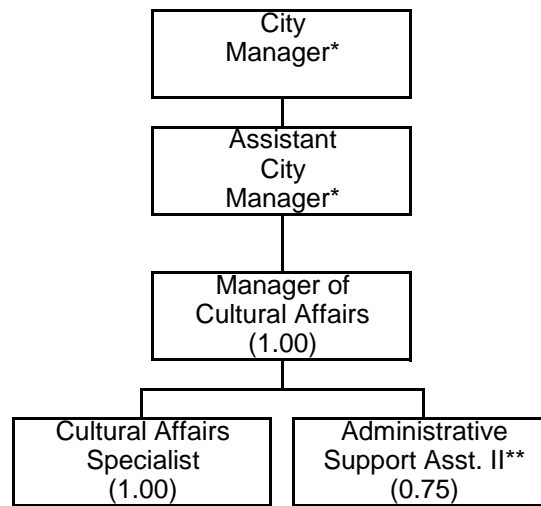 City
Manager*
Assistant
City
Manager*
Manager of
Cultural Affairs
(1.00)
Cultural Affairs
Specialist
(1.00)
Administrative
Support Asst. II**
(0.75)